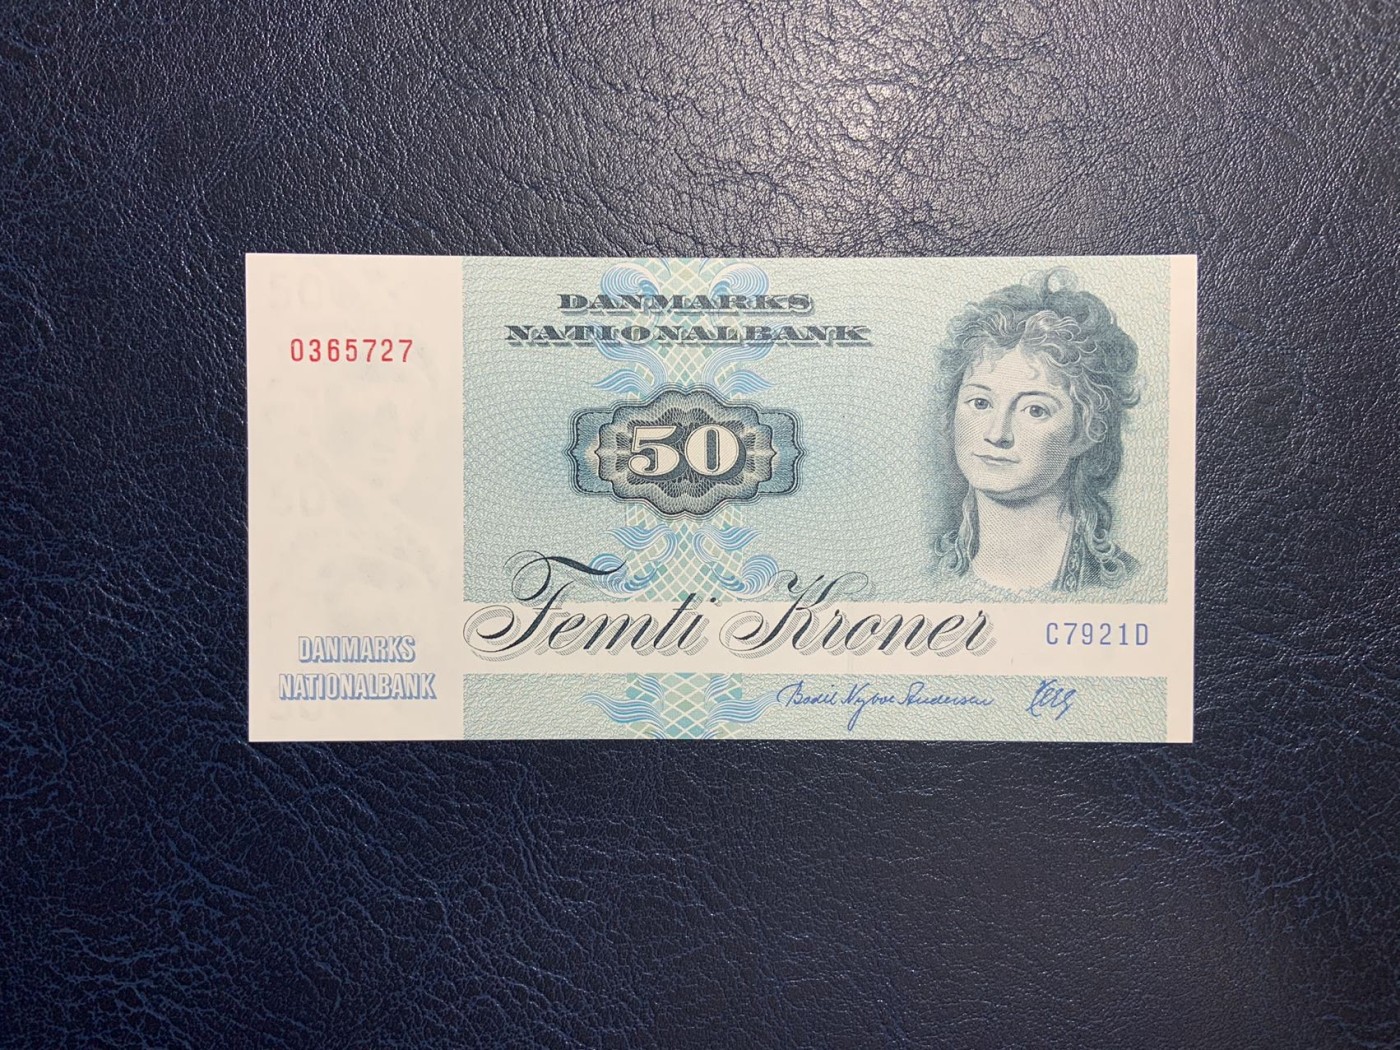 DANMARKS
NATIONALBANK
0365727
50
Femti Kroner
C7921D
DANMARKS
NATIONALBANK
Bodil Nyboe Andersen